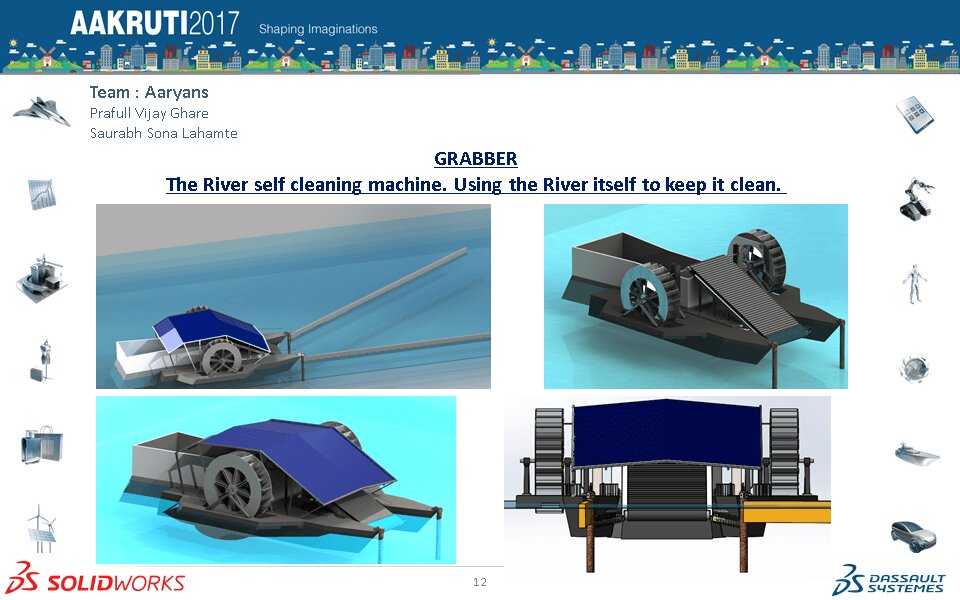 AAKRUTI2017 Shaping Imaginations
Team : Aaryans
Prafull Vijay Ghare
Saurabh Sona Lahamte
GRABBER
The River self cleaning machine. Using the River itself to keep it clean.
SOLIDWORKS
12
DASSAULT
SYSTEMES